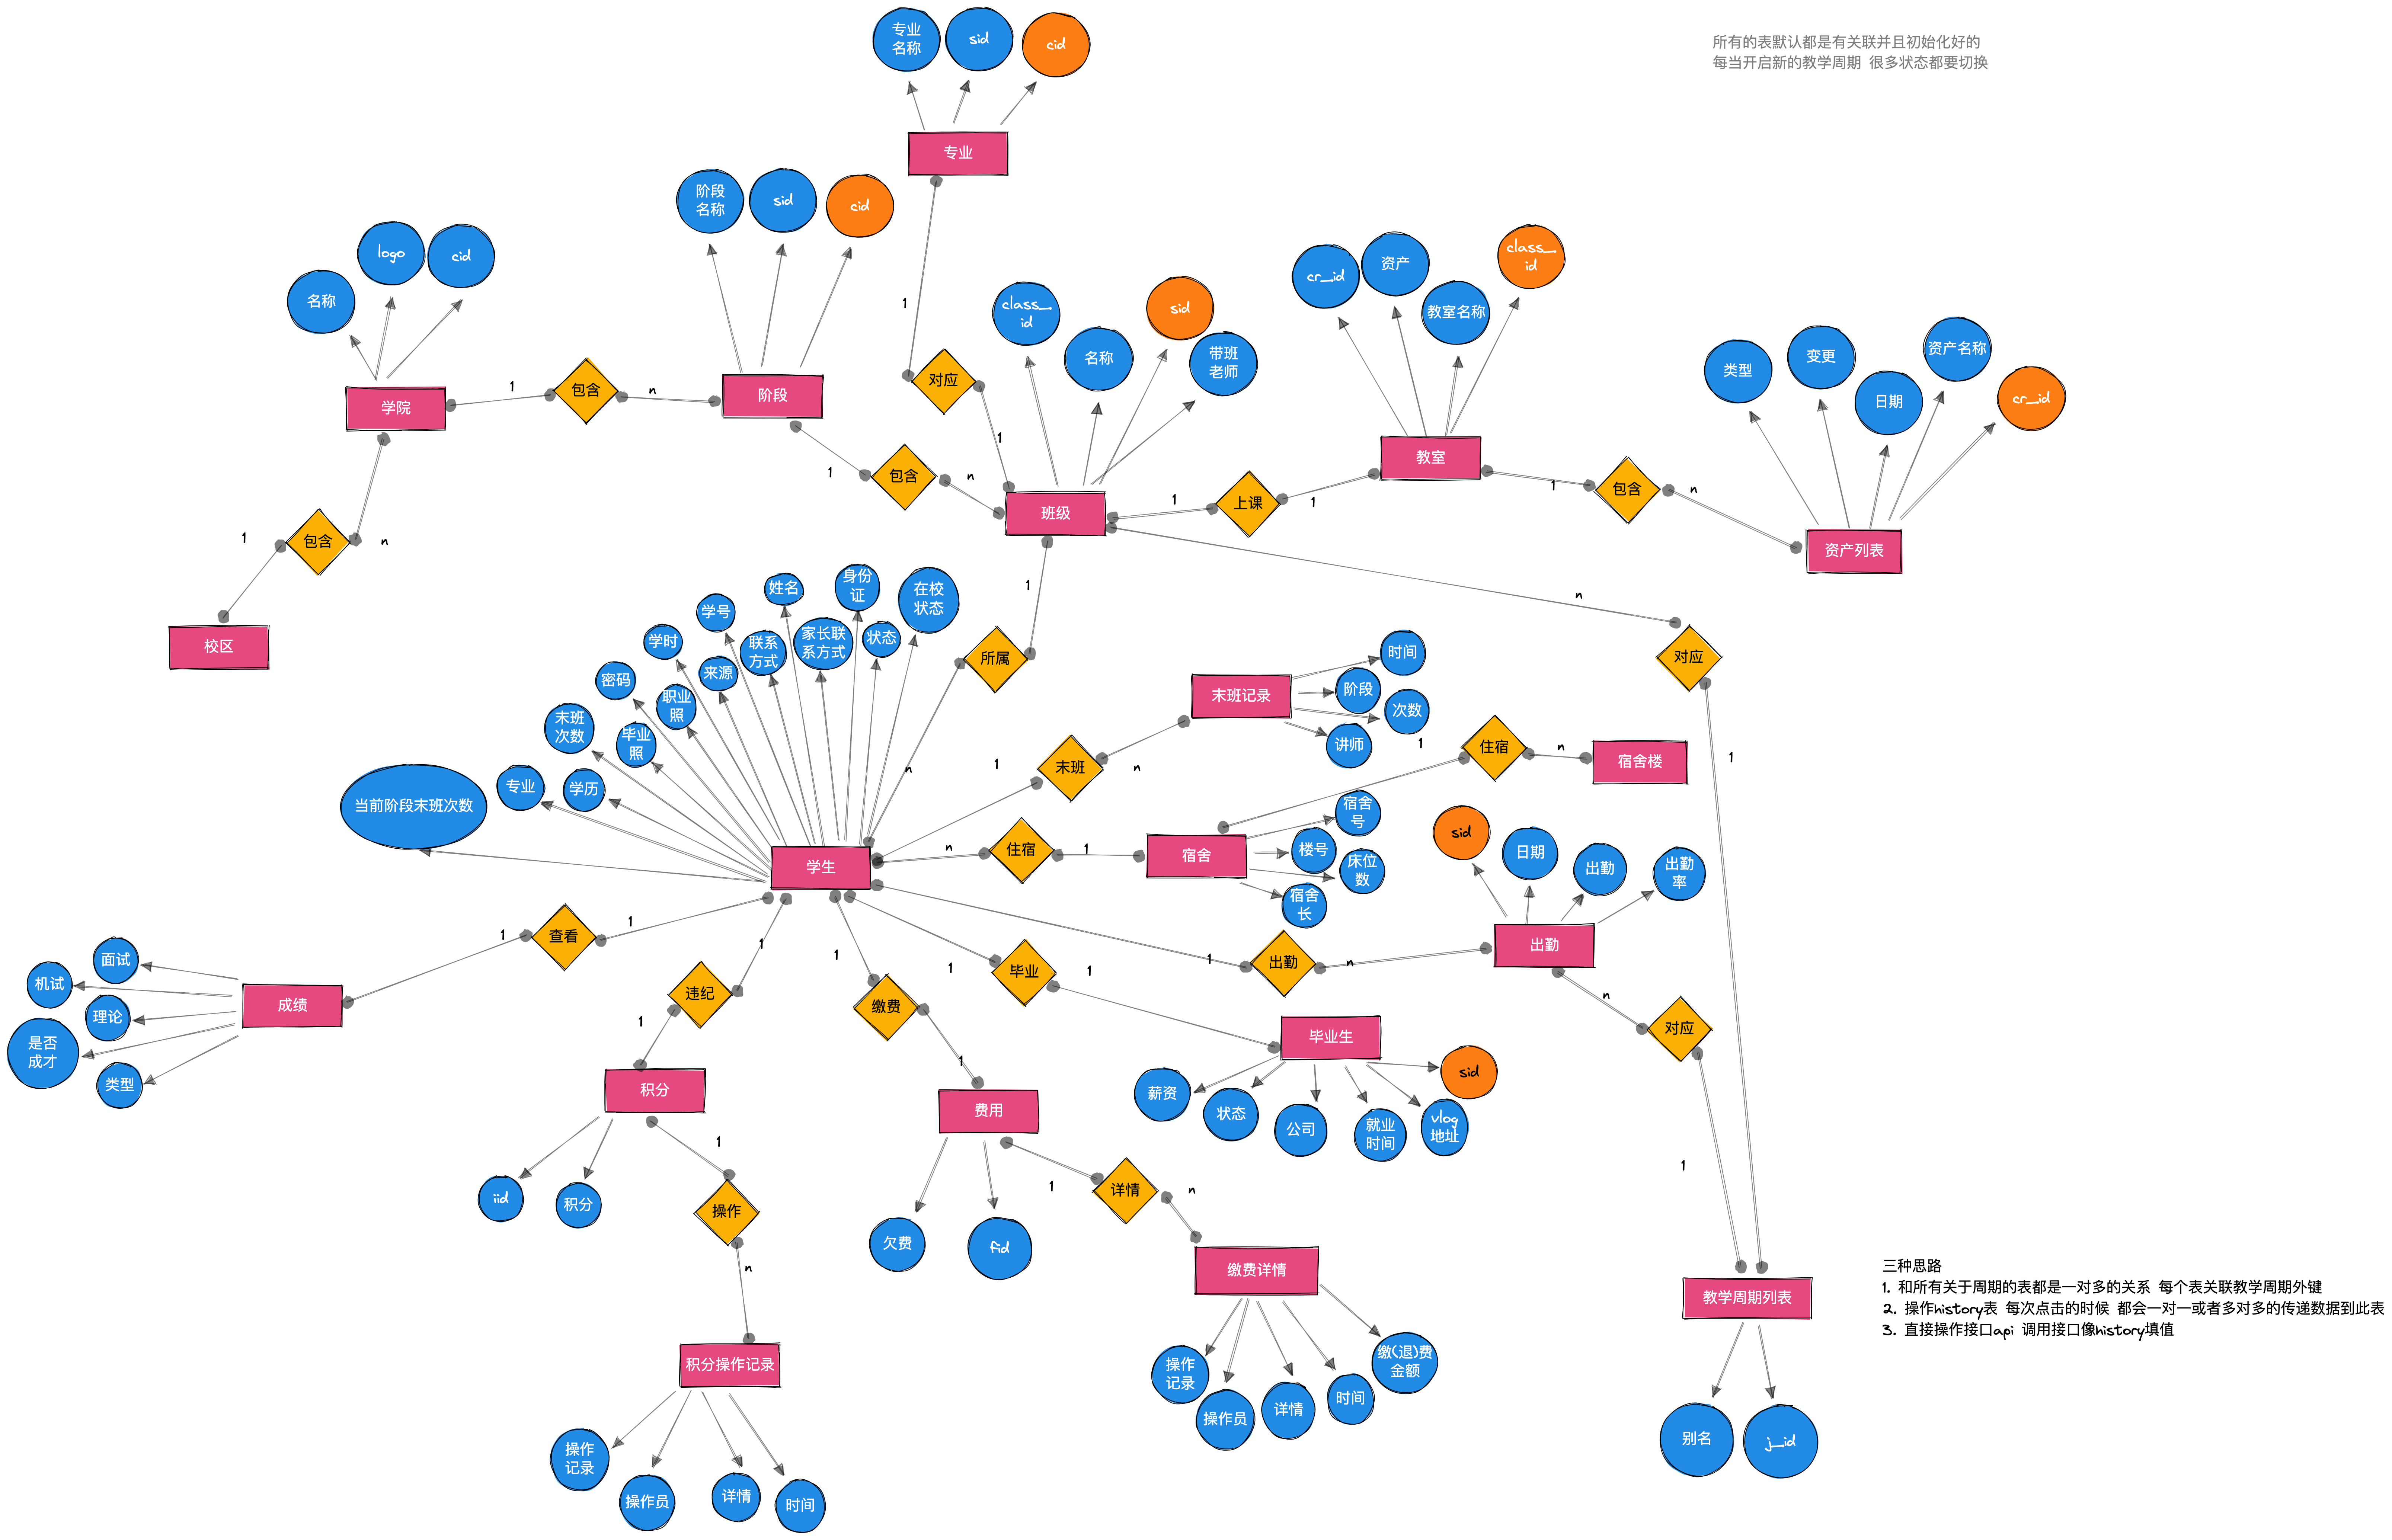 专业
名称
sid
cid
所有的表默认都是有关联并且初始化好的
每当开启新的教学周期 很多状态都要切换
专业
阶段
名称
sid
cid
名称
logo
cid
学院
1
包含
n
阶段
1
对应
1
class_
id
名称
sid
带班
老师
cr_id
资产
教室名称
class_
id
类型
变更
日期
资产名称
cr_id
教室
1
包含
n
资产列表
1
包含
n
班级
1
上课
1
1
包含
n
校区
n
对应
1
1
所属
n
当前阶段末班次数
专业
学历
末班
次数
毕业
照
密码
职业
照
学时
来源
学号
联系
方式
姓名
家长联
系方式
身份
证
状态
在校
状态
学生
1
末班
n
末班记录
时间
阶段
次数
讲师
1
住宿
n
宿舍楼
n
住宿
1
宿舍
宿舍
号
楼号
床位
数
宿舍
长
sid
日期
出勤
出勤
率
1
出勤
n
出勤
n
对应
1
1
查看
1
成绩
面试
机试
理论
是否
成才
类型
1
违纪
1
积分
iid
积分
1
操作
n
积分操作记录
操作
记录
操作员
详情
时间
1
缴费
1
费用
欠费
fid
1
详情
n
缴费详情
操作
记录
操作员
详情
时间
缴(退)费
金额
1
毕业
1
毕业生
薪资
状态
公司
就业
时间
vlog
地址
sid
教学周期列表
别名
j_id
三种思路
1. 和所有关于周期的表都是一对多的关系 每个表关联教学周期外键
2. 操作history表 每次点击的时候 都会一对一或者多对多的传递数据到此表
3. 直接操作接口api 调用接口像history填值